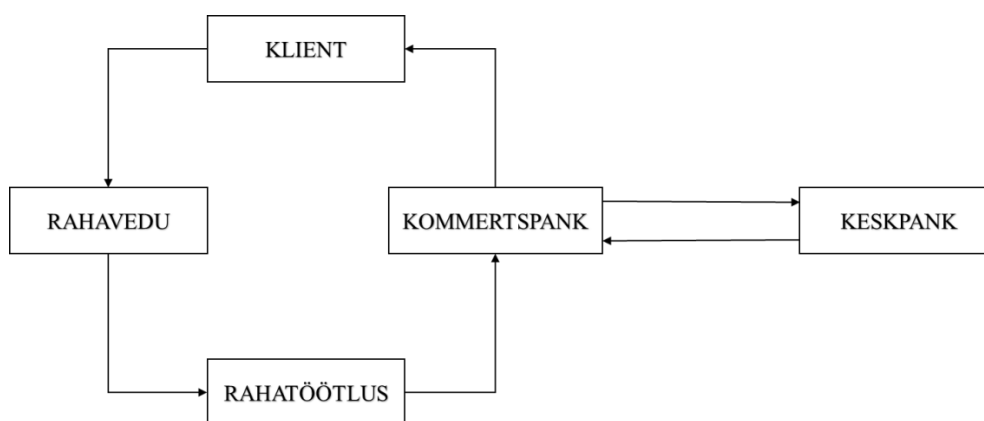 KLIENT
RAHAVEDU
KOMMERTSPANK
KESKPANK
RAHATÖÖTLUS